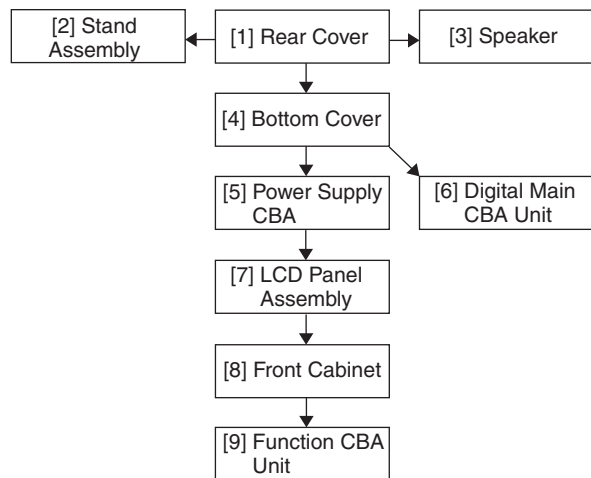 [2] Stand
Assembly
[1] Rear Cover
[3] Speaker
[4] Bottom Cover
[5] Power Supply
CBA
[6] Digital Main
CBA Unit
[7] LCD Panel
Assembly
[8] Front Cabinet
[9] Function CBA
Unit